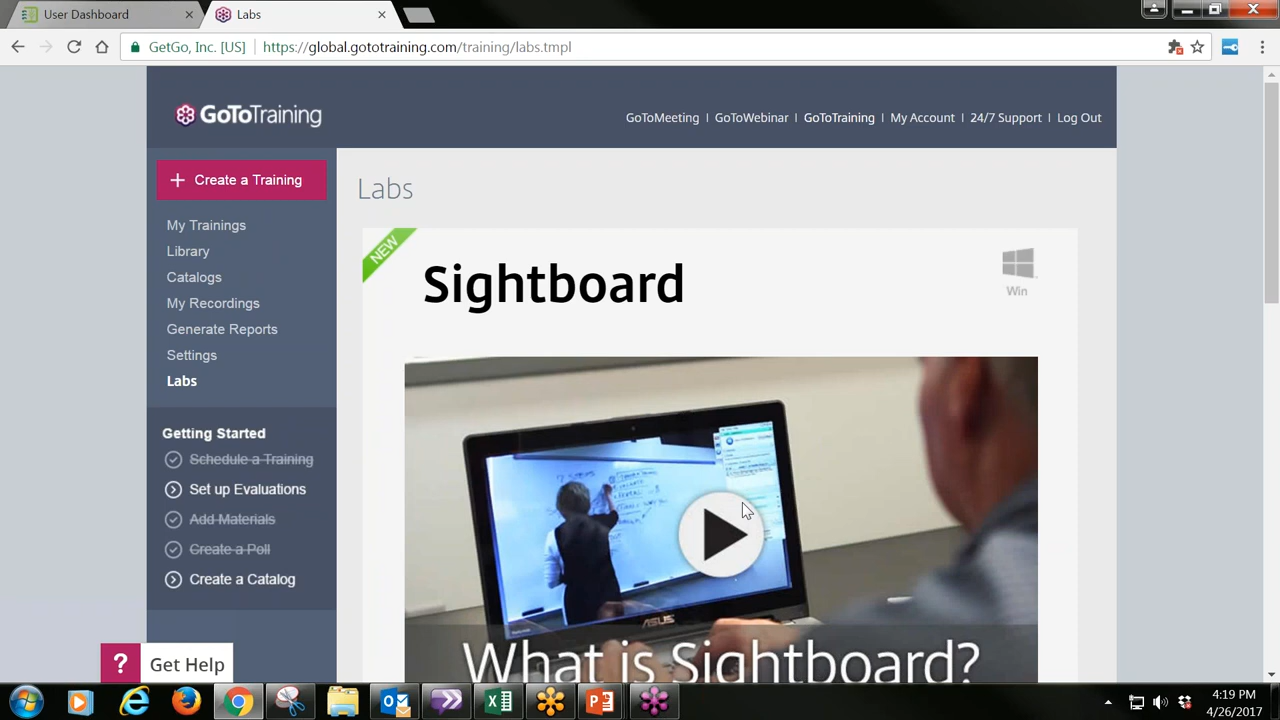 User Dashboard
Labs
GetGo, Inc. [US]
https://global.gototraining.com/training/labs.tmpl
GoToTraining
GoToMeeting | GoToWebinar | GoToTraining | My Account | 24/7 Support | Log Out
+ Create a Training
My Trainings
Library
Catalogs
My Recordings
Generate Reports
Settings
Labs
Getting Started
Schedule a Training
Set up Evaluations
Add Materials
Create a Poll
Create a Catalog
? Get Help
Labs
NEW
Sightboard
Win
ASUS
What is Sightboard?
4:19 PM
4/26/2017